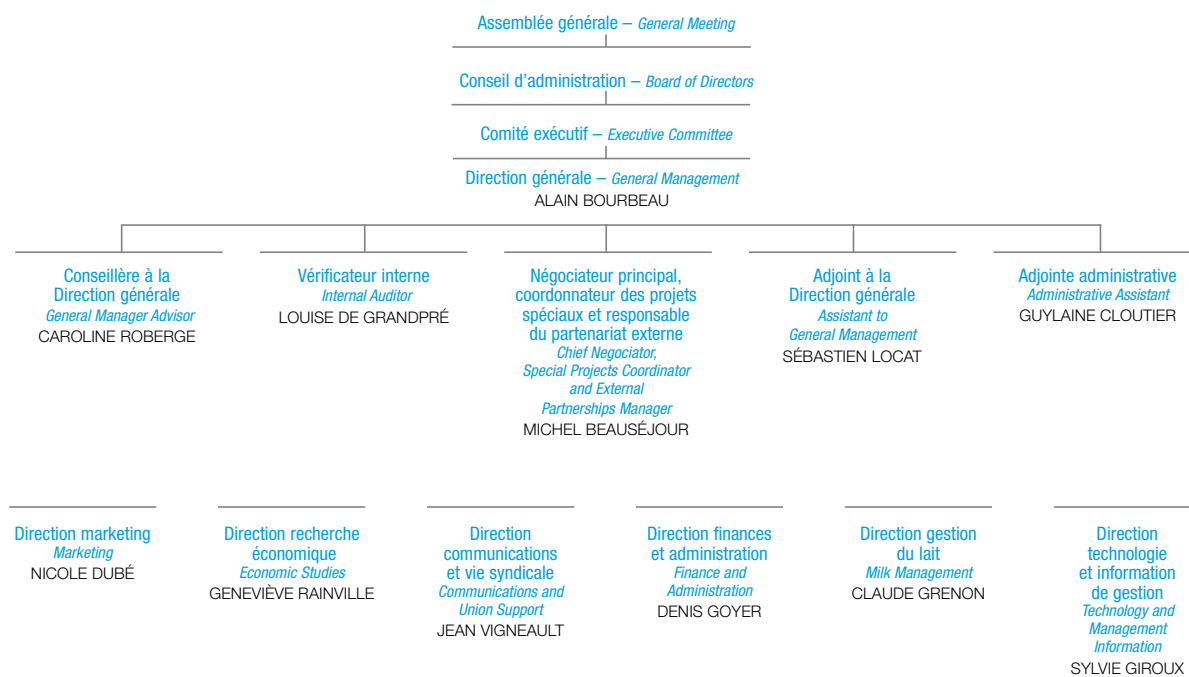 Assemblée générale – General Meeting
Conseil d’administration – Board of Directors
Comité exécutif – Executive Committee
Direction générale – General Management
ALAIN BOURBEAU
Conseillère à la
Direction générale
General Manager Advisor
CAROLINE ROBERGE
Vérificateur interne
Internal Auditor
LOUISE DE GRANDPRÉ
Négociateur principal,
coordonnateur des projets
spéciaux et responsable
du partenariat externe
Chief Negociator,
Special Projects Coordinator
and External
Partnerships Manager
MICHEL BEAUSÉJOUR
Adjoint à la
Direction générale
Assistant to
General Management
SÉBASTIEN LOCAT
Adjointe administrative
Administrative Assistant
GUYLAINE CLOUTIER
Direction marketing
Marketing
NICOLE DUBÉ
Direction recherche
économique
Economic Studies
GENEVIÈVE RAINVILLE
Direction
communications
et vie syndicale
Communications and
Union Support
JEAN VIGNEAULT
Direction finances
et administration
Finance and
Administration
DENIS GOYER
Direction gestion
du lait
Milk Management
CLAUDE GRENON
Direction
technologie
et information
de gestion
Technology and
Management
Information
SYLVIE GIROUX